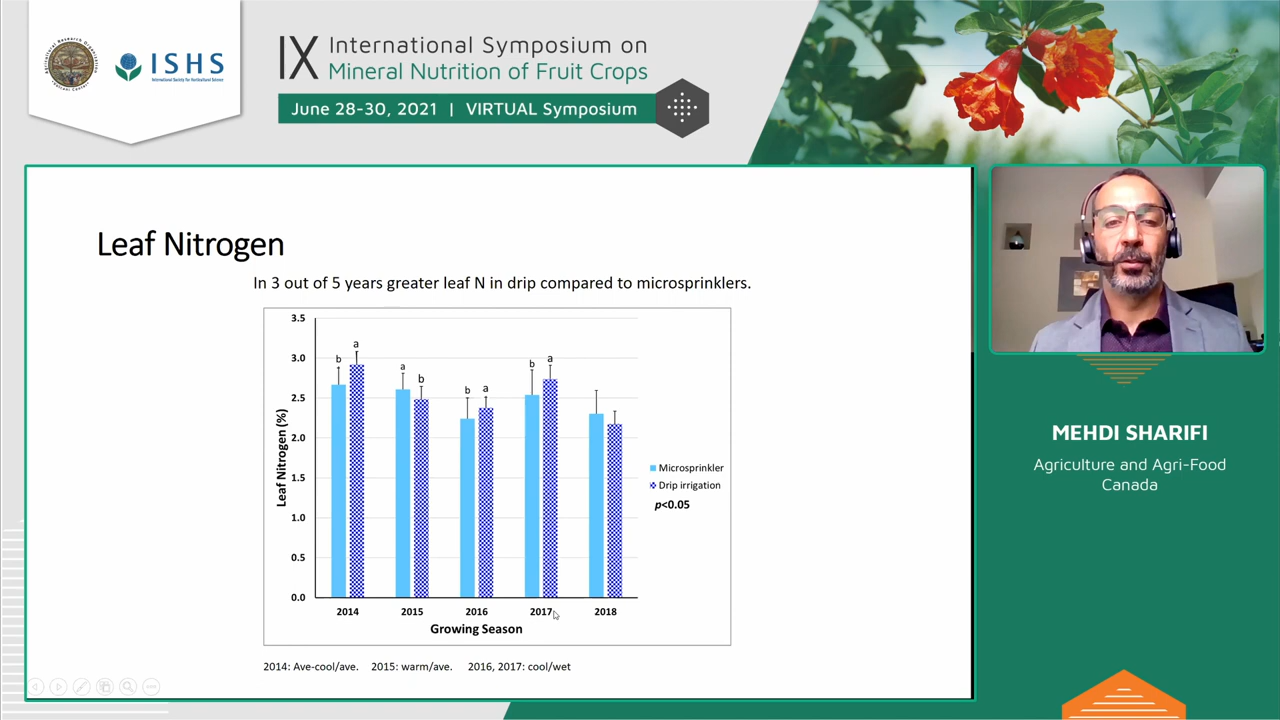 ISHS
International Society for Horticultural Science
IX International Symposium on
Mineral Nutrition of Fruit Crops
June 28-30, 2021 | VIRTUAL Symposium
Leaf Nitrogen
In 3 out of 5 years greater leaf N in drip compared to microsprinklers.
3.5
3.0
2.5
2.0
1.5
1.0
0.5
0.0
Leaf Nitrogen (%)
b a
a b
b a
b a
2014 2015 2016 2017 2018
Growing Season
Microsprinkler
Drip irrigation
p<0.05
2014: Ave-cool/ave. 2015: warm/ave. 2016, 2017: cool/wet
MEHDI SHARIFI
Agriculture and Agri-Food
Canada